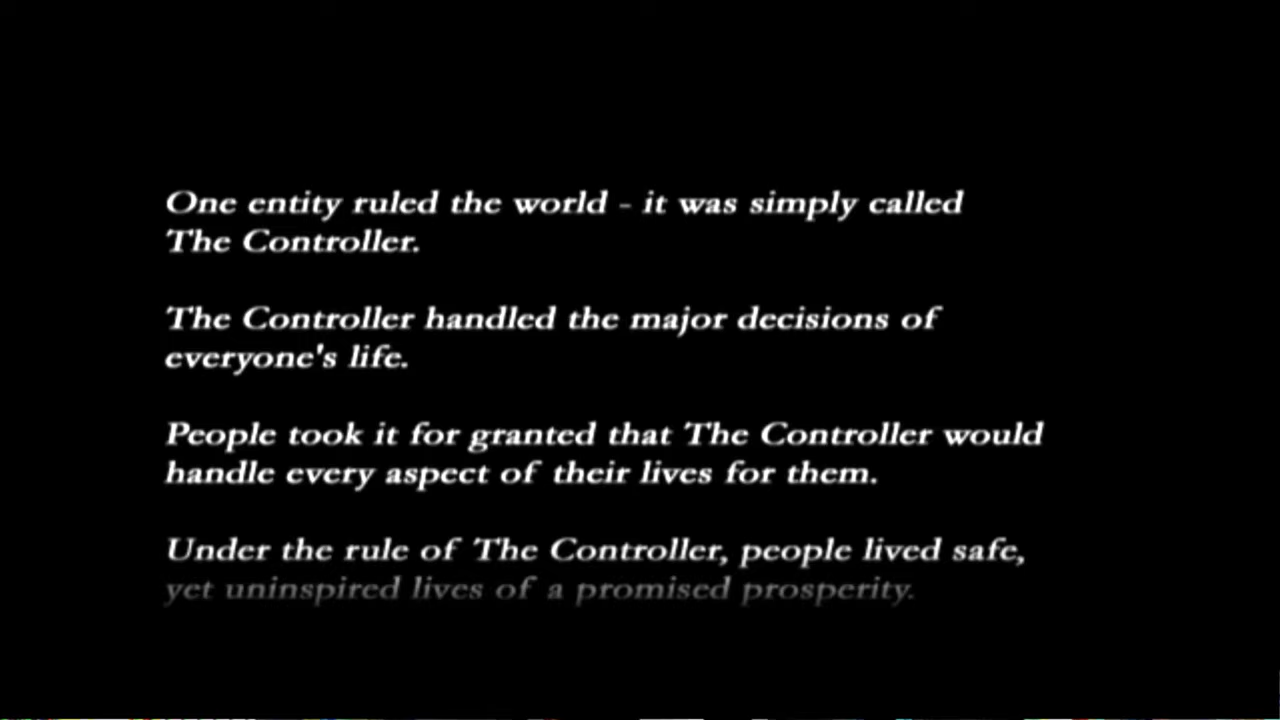 One entity ruled the world - it was simply called
The Controller.
The Controller handled the major decisions of
everyone's life.
People took it for granted that The Controller would
handle every aspect of their lives for them.
Under the rule of The Controller, people lived safe,
yet uninspired lives of a promised prosperity.